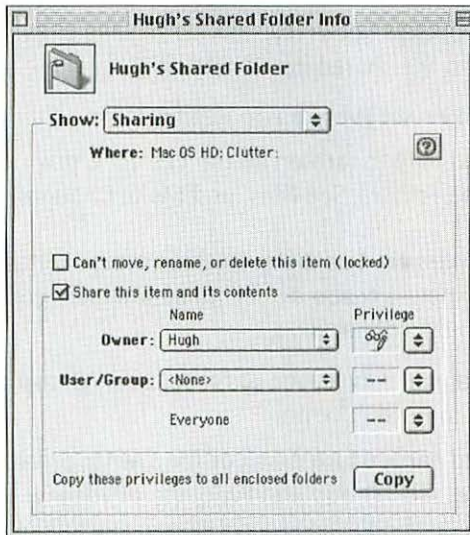 Hugh's Shared Folder Info
Hugh's Shared Folder
Show: Sharing
Where: Mac OS HD: Clutter:
?
Can't move, rename, or delete this item (locked)
Share this item and its contents
Name Privilege
Owner: Hugh
User/Group: <None> --
Everyone --
Copy these privileges to all enclosed folders Copy